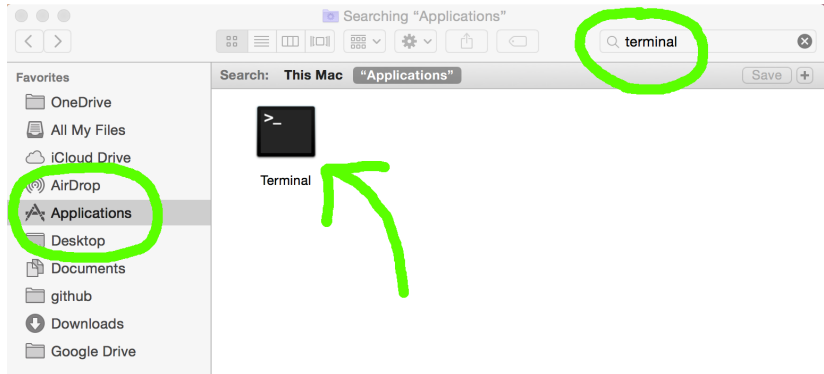 Searching “Applications”
terminal
Favorites
OneDrive
All My Files
iCloud Drive
AirDrop
Applications
Desktop
Documents
github
Downloads
Google Drive
Search: This Mac “Applications” Save +
>_
Terminal